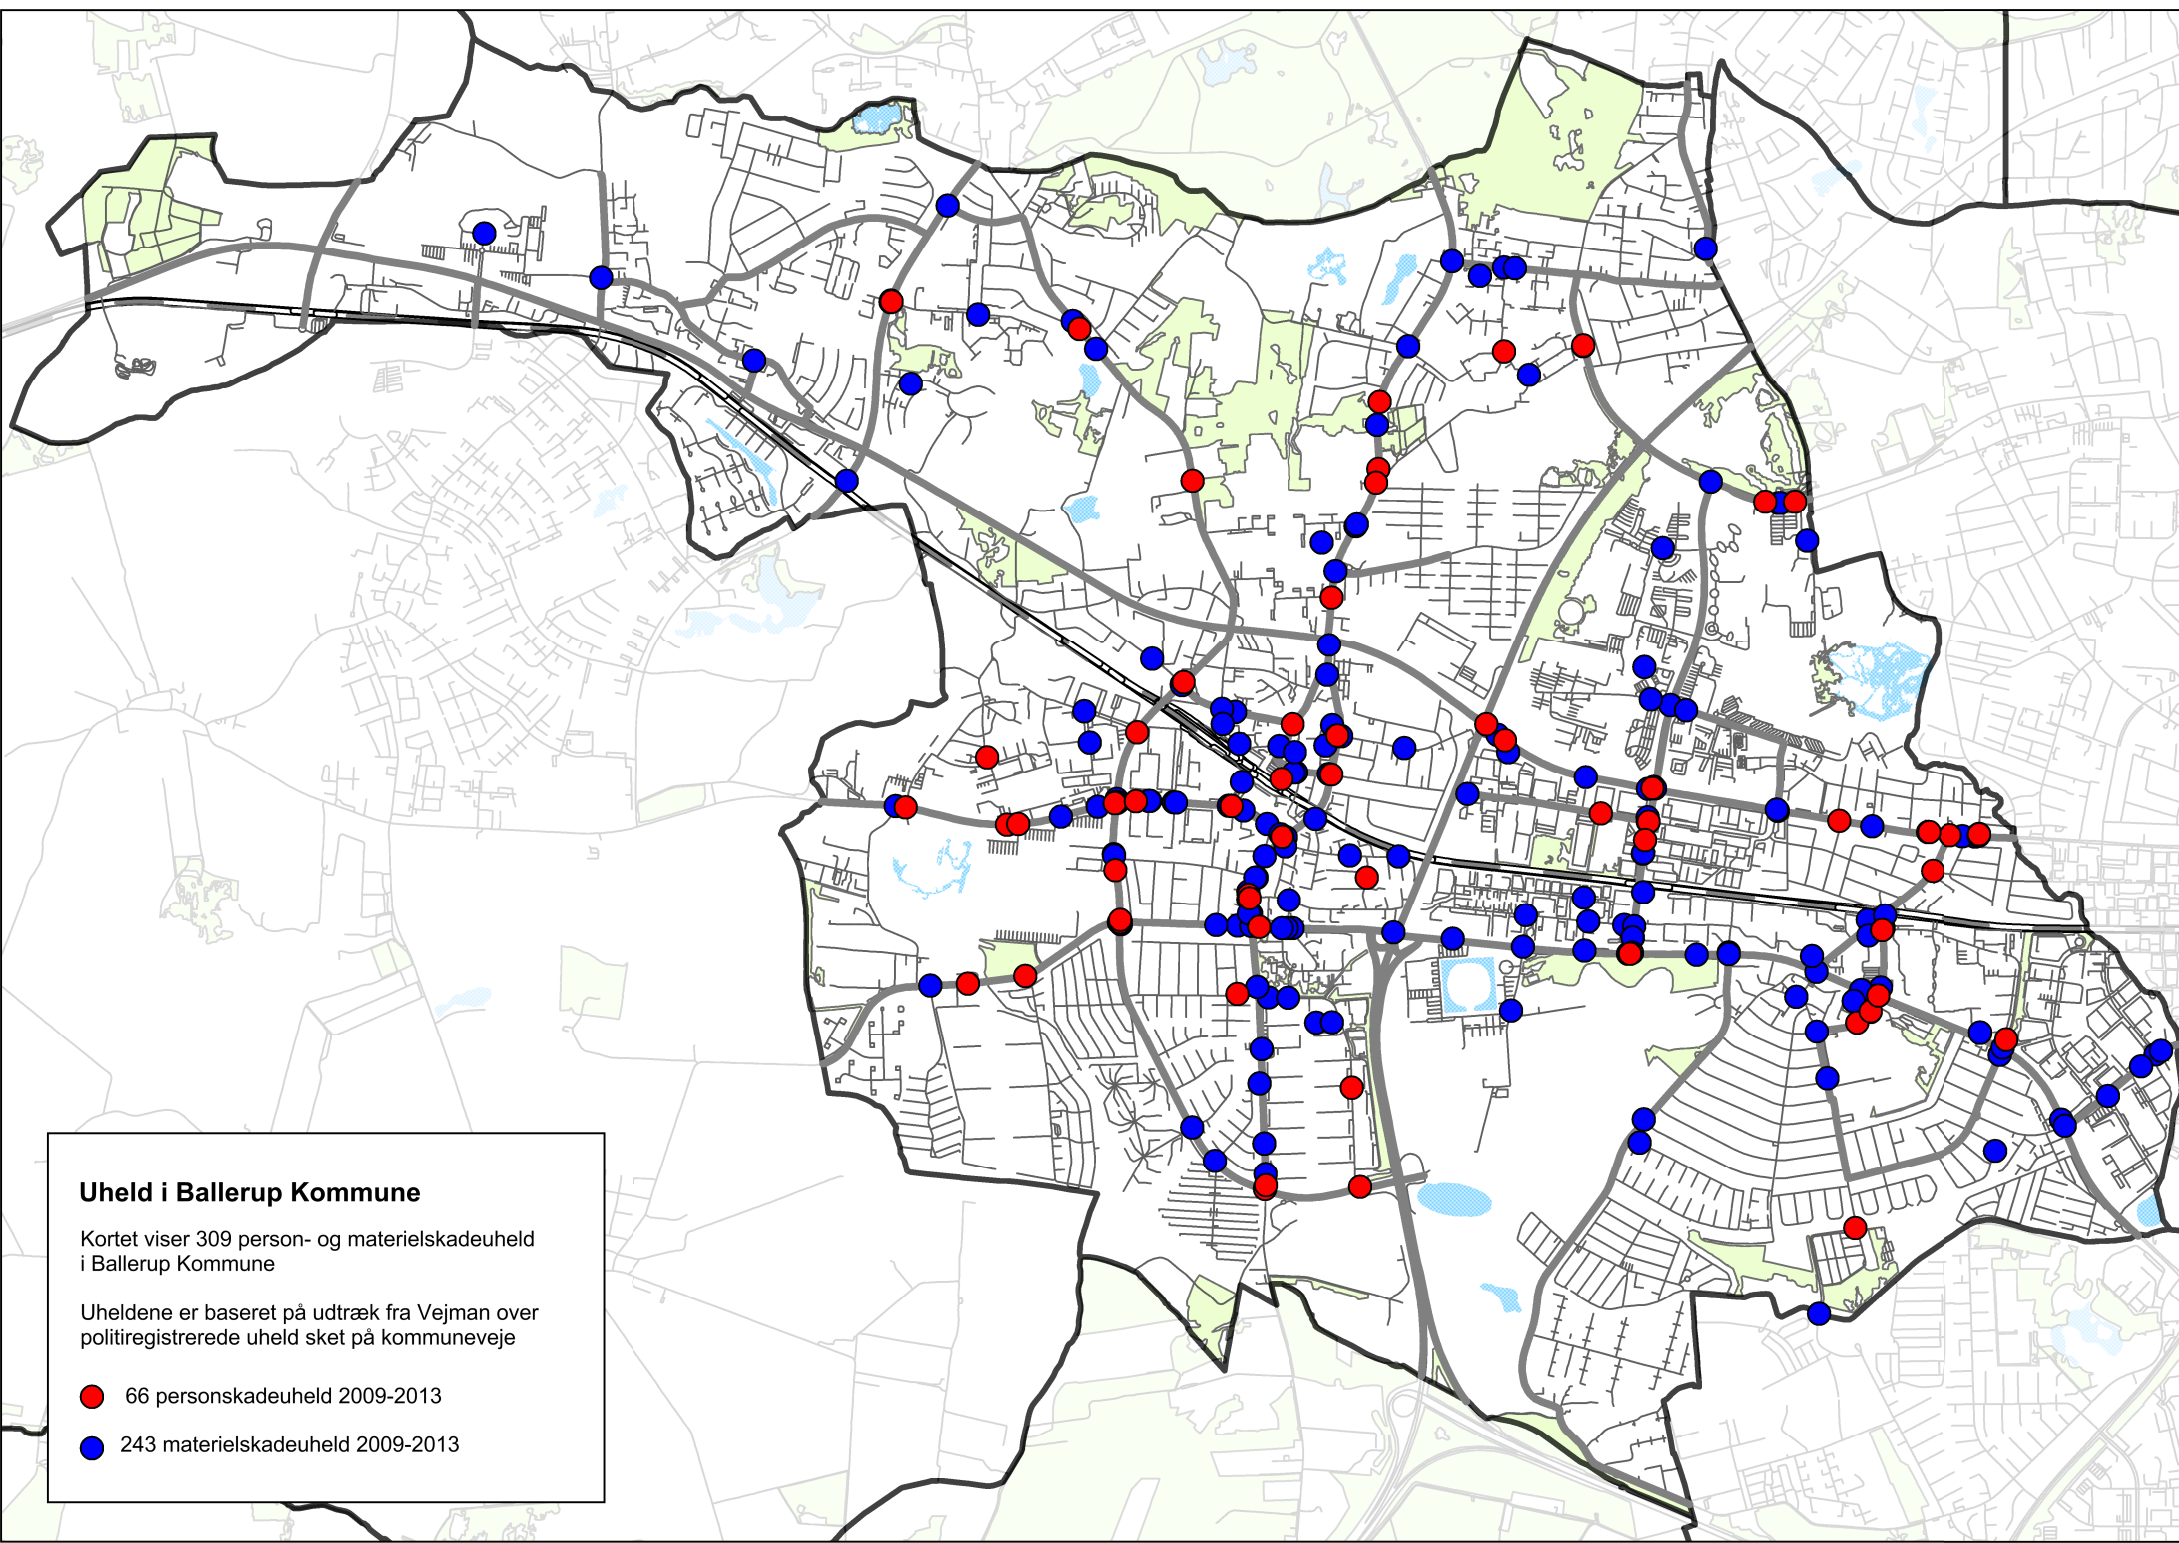 Uheld i Ballerup Kommune
Kortet viser 309 person- og materielskadeuheld
i Ballerup Kommune
Uheldene er baseret på udtræk fra Vejman over
politiregistrerede uheld sket på kommuneveje
66 personskadeuheld 2009-2013
243 materielskadeuheld 2009-2013